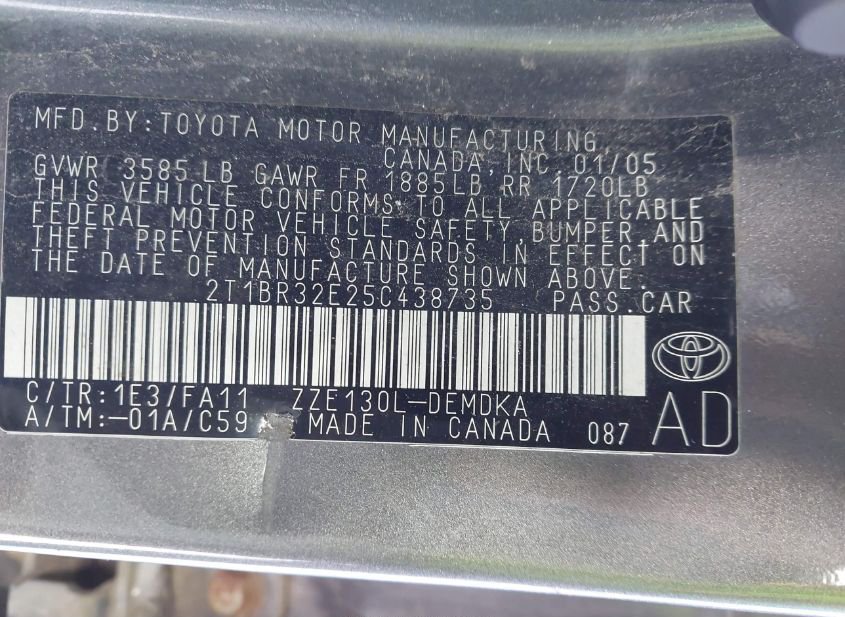 MFD.BY:TOYOTA MOTOR MANUFACTURING,
CANADA, INC. 01/05
GVWR 3585 LB GAWR FR 1885LB RR 1720LB
THIS VEHICLE CONFORMS TO ALL APPLICABLE
FEDERAL MOTOR VEHICLE SAFETY, BUMPER, AND
THEFT PREVENTION STANDARDS IN EFFECT ON
THE DATE OF MANUFACTURE SHOWN ABOVE.
2T1BR32E25C438735 PASS.CAR
C/TR:1E3/FA11 ZZE130L-DEMDKA
A/TM:-01A/C59 MADE IN CANADA 087 AD